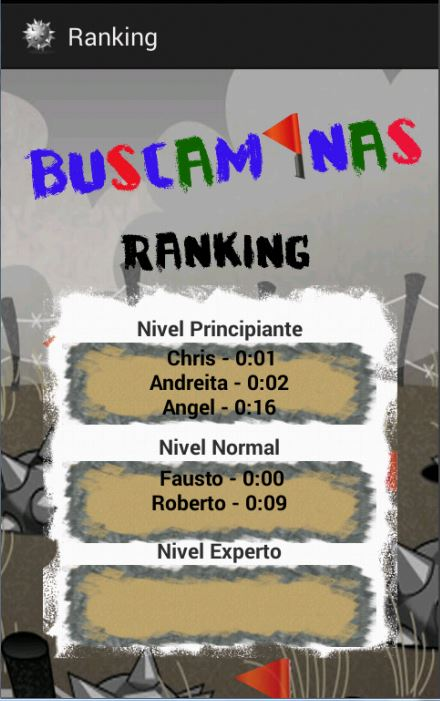 Ranking
BUSCAMINAS
RANKING
Nivel Principiante
Chris - 0:01
Andreita - 0:02
Angel - 0:16
Nivel Normal
Fausto - 0:00
Roberto - 0:09
Nivel Experto